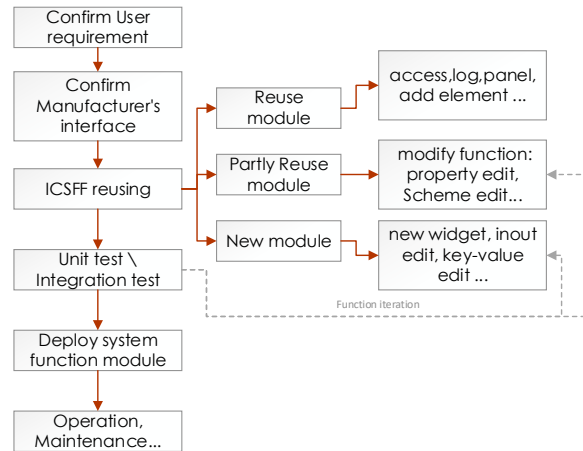 Confirm User
requirement
Confirm
Manufacturer's
interface
ICSFF reusing
Unit test \
Integration test
Deploy system
function module
Operation,
Maintenance...
Reuse
module
Partly Reuse
module
New module
access,log,panel,
add element ...
modify function:
property edit,
Scheme edit...
new widget, inout
edit, key-value
edit ...
Function iteration